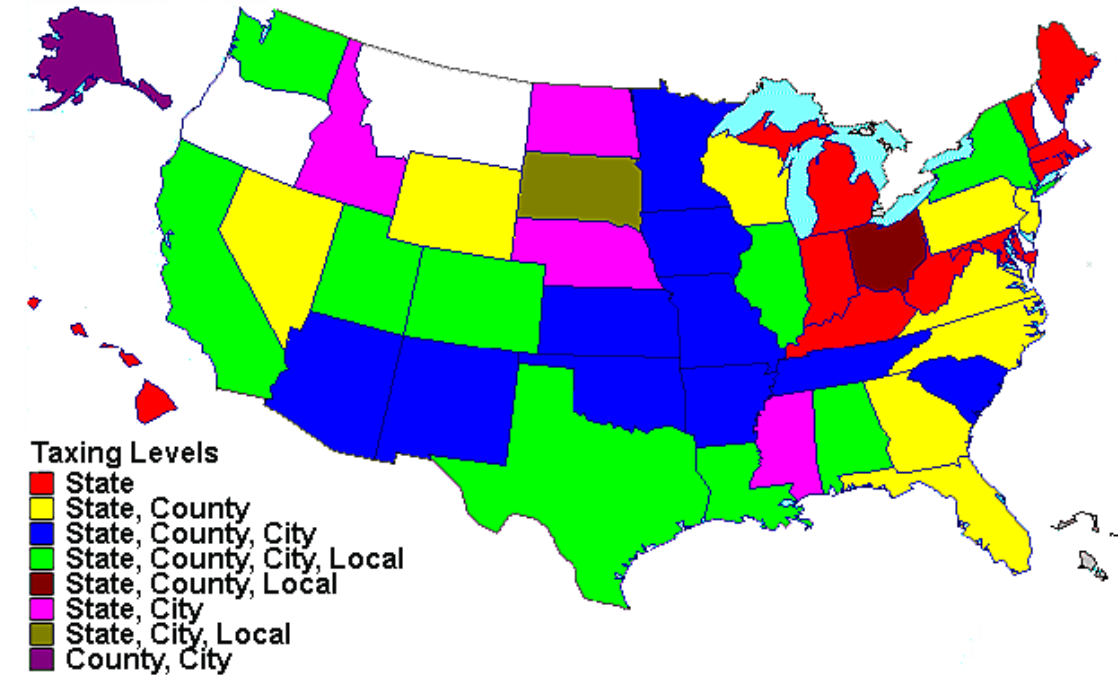 Taxing Levels
State
State, County
State, County, City
State, County, City, Local
State, County, Local
State, City
State, City, Local
County, City